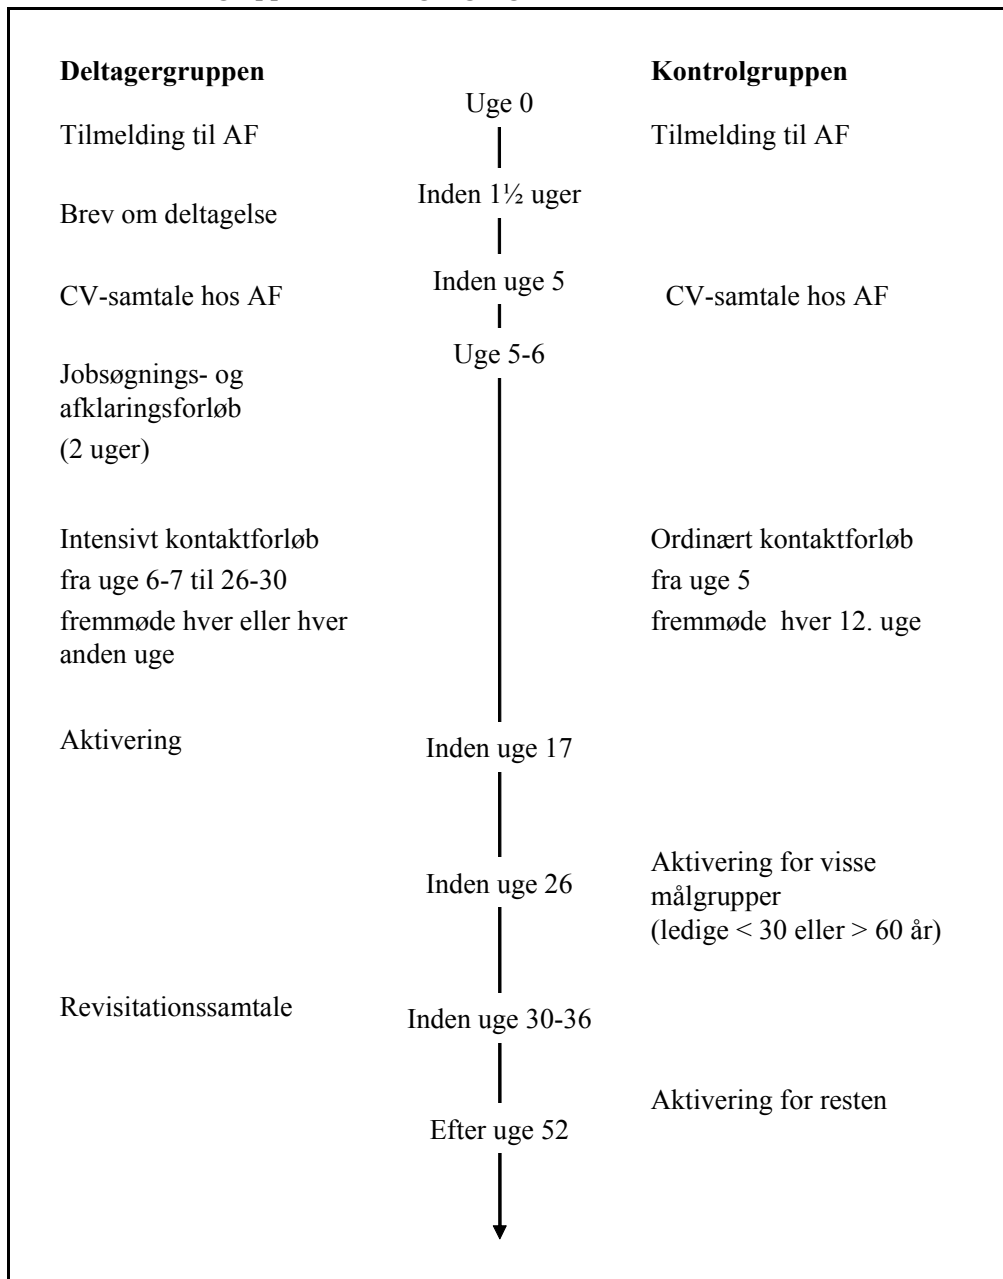 Deltagergruppen
Kontrolgruppen
Uge 0
Tilmelding til AF
Tilmelding til AF
Inden 1½ uger
Brev om deltagelse
Inden uge 5
CV-samtale hos AF
CV-samtale hos AF
Uge 5-6
Jobsøgnings- og
afklaringsforløb
(2 uger)
Intensivt kontaktforløb
fra uge 6-7 til 26-30
fremmøde hver eller hver
anden uge
Ordinært kontaktforløb
fra uge 5
fremmøde hver 12. uge
Aktivering
Inden uge 17
Inden uge 26
Aktivering for visse
målgrupper
(ledige < 30 eller > 60 år)
Revisitationssamtale
Inden uge 30-36
Aktivering for resten
Efter uge 52